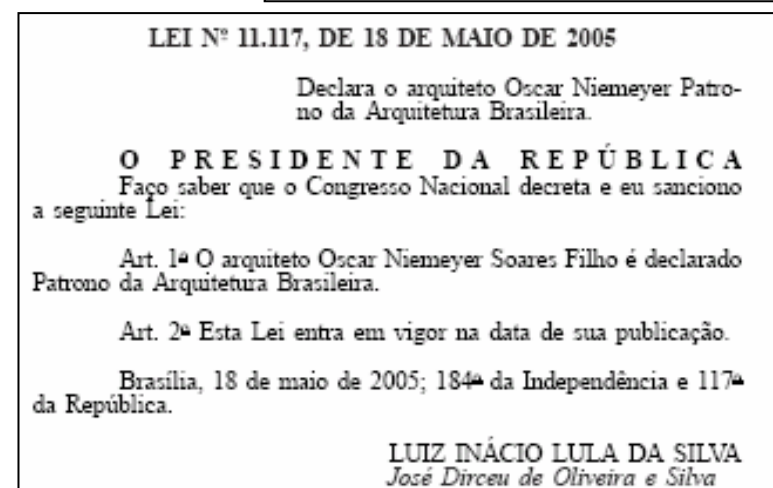 LEI Nº 11.117, DE 18 DE MAIO DE 2005
Declara o arquiteto Oscar Niemeyer Patro-
no da Arquitetura Brasileira.
O PRESIDENTE DA REPÚBLICA
Faço saber que o Congresso Nacional decreta e eu sanciono
a seguinte Lei:
Art. 1º O arquiteto Oscar Niemeyer Soares Filho é declarado
Patrono da Arquitetura Brasileira.
Art. 2º Esta Lei entra em vigor na data de sua publicação.
Brasília, 18 de maio de 2005; 184º da Independência e 117º
da República.
LUIZ INÁCIO LULA DA SILVA
José Dirceu de Oliveira e Silva